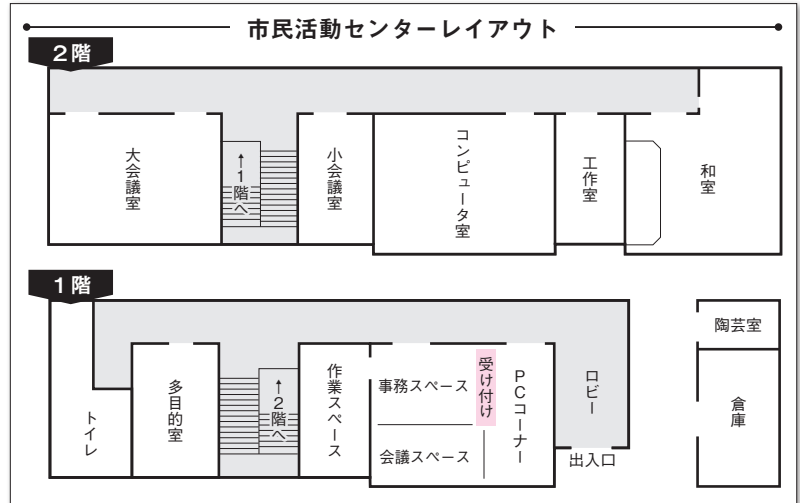 市民活動センターレイアウト
2階
大会議室
↑1階へ
小会議室
コンピュータ室
工作室
和室
1階
トイレ
多目的室
↑2階へ
作業スペース
事務スペース
会議スペース
受け付け
PCコーナー
ロビー
出入口
陶芸室
倉庫